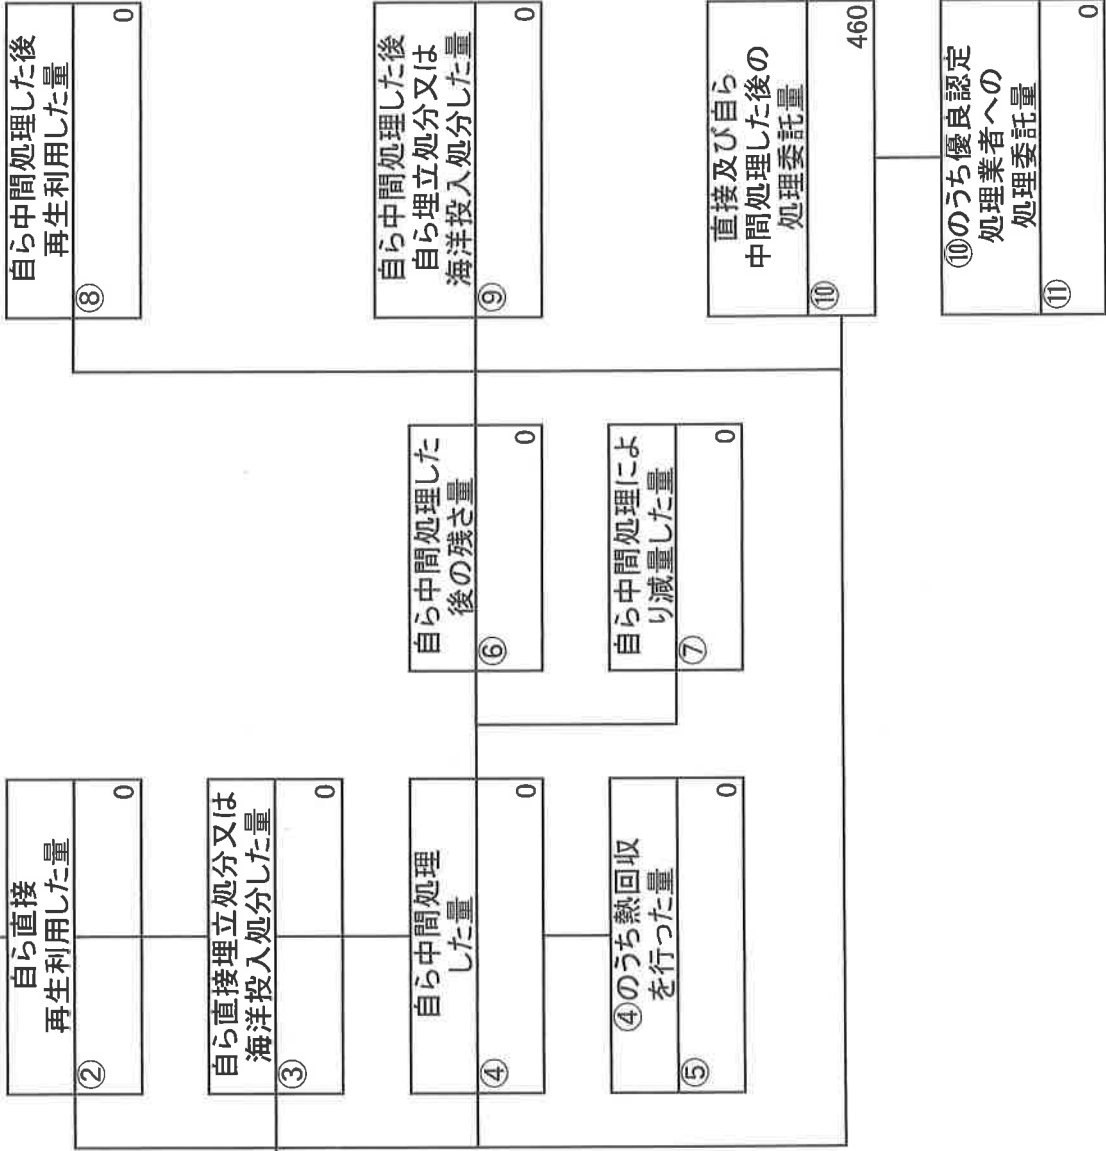 自ら直接
再生利用した量
②
0
自ら直接埋立処分又は
海洋投入処分した量
③
0
自ら中間処理
した量
④
0
④のうち熱回収
を行った量
⑤
0
自ら中間処理した
後の残さ量
⑥
0
自ら中間処理によ
り減量した量
⑦
0
自ら中間処理した後
再生利用した量
⑧
0
自ら中間処理した後
自ら埋立処分又は
海洋投入処分した量
⑨
0
直接及び自ら
中間処理した後の
処理委託量
⑩
460
⑩のうち優良認定
処理業者への
処理委託量
⑪
0